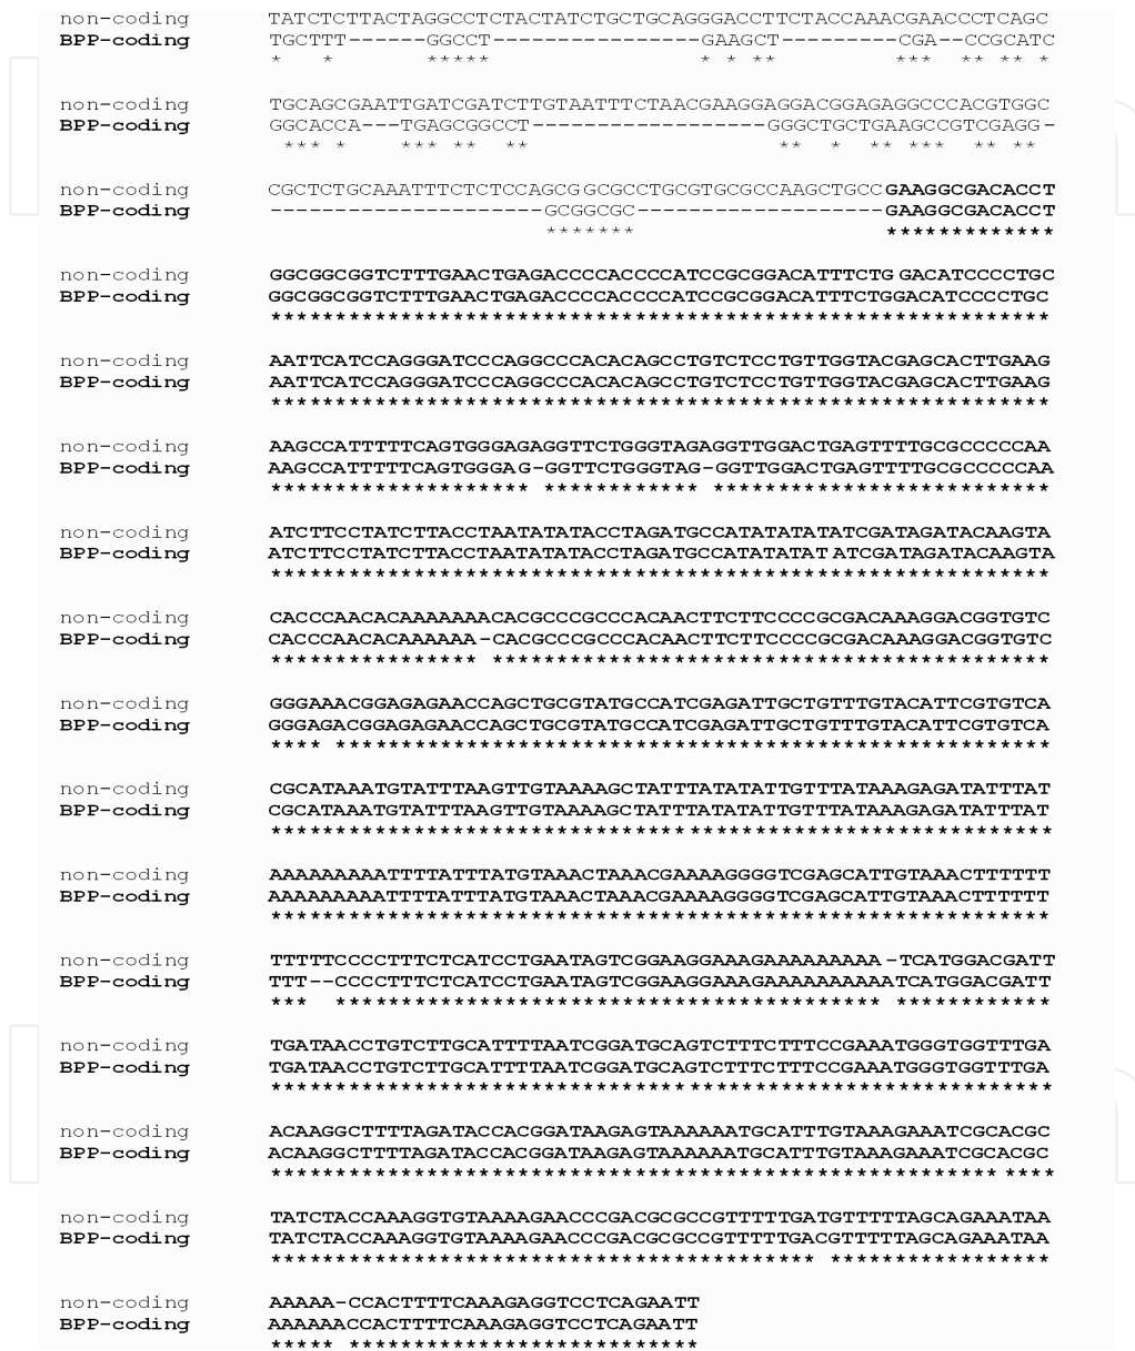 non-coding TATCTCTTACTAGGCCTCTACTATCTGCTGCAGGGACCTTCTACCAAACGAACCCTCAGC
BPP-coding TGCTTT------GGCCT----------------GAAGCT---------CGA--CCGCATC
* * ***** * * ** *** ** ** *
non-coding TGCAGCGAATTGATCGATCTTGTAATTTCTAACGAAGGAGGACGGAGAGGCCCACGTGGC
BPP-coding GGCACCA---TGAGCGGCCT------------------GGGCTGCTGAAGCCGTCGAGG-
*** * *** ** ** ** * ** *** ** **
non-coding CGCTCTGCAAATTTCTCTCCAGCGGCGCCTGCGTGCGCCAAGCTGCCGAAGGCGACACCT
BPP-coding ---------------------GCGGCGC-------------------GAAGGCGACACCT
******* *************
non-coding GGCGGCGGTCTTTGAACTGAGACCCCACCCCATCCGCGGACATTTCTGGACATCCCCTGC
BPP-coding GGCGGCGGTCTTTGAACTGAGACCCCACCCCATCCGCGGACATTTCTGGACATCCCCTGC
************************************************************
non-coding AATTCATCCAGGGATCCCAGGCCCACACAGCCTGTCTCCTGTTGGTACGAGCACTTGAAG
BPP-coding AATTCATCCAGGGATCCCAGGCCCACACAGCCTGTCTCCTGTTGGTACGAGCACTTGAAG
************************************************************
non-coding AAGCCATTTTTCAGTGGGAGAGGTTCTGGGTAGAGGTTGGACTGAGTTTTGCGCCCCCAA
BPP-coding AAGCCATTTTTCAGTGGGAG-GGTTCTGGGTAG-GGTTGGACTGAGTTTTGCGCCCCCAA
******************** ************ **************************
non-coding ATCTTCCTATCTTACCTAATATATACCTAGATGCCATATATATATCGATAGATACAAGTA
BPP-coding ATCTTCCTATCTTACCTAATATATACCTAGATGCCATATATATATCGATAGATACAAGTA
************************************************************
non-coding CACCCAACACAAAAAAACACGCCCGCCCACAACTTCTTCCCCGCGACAAAGGACGGTGTC
BPP-coding CACCCAACACAAAAAA-CACGCCCGCCCACAACTTCTTCCCCGCGACAAAGGACGGTGTC
**************** *******************************************
non-coding GGGAAACGGAGAGAACCAGCTGCGTATGCCATCGAGATTGCTGTTTGTACATTCGTGTCA
BPP-coding GGGAGACGGAGAGAACCAGCTGCGTATGCCATCGAGATTGCTGTTTGTACATTCGTGTCA
**** *******************************************************
non-coding CGCATAAATGTATTTAAGTTGTAAAAGCTATTTATATATTGTTTATAAAGAGATATTTAT
BPP-coding CGCATAAATGTATTTAAGTTGTAAAAGCTATTTATATATTGTTTATAAAGAGATATTTAT
************************************************************
non-coding AAAAAAAAATTTTATTTATGTAAACTAAACGAAAAGGGGTCGAGCATTGTAAACTTTTTT
BPP-coding AAAAAAAAATTTTATTTATGTAAACTAAACGAAAAGGGGTCGAGCATTGTAAACTTTTTT
************************************************************
non-coding TTTTTCCCCTTTCTCATCCTGAATAGTCGGAAGGAAAGAAAAAAAAAA-TCATGGACGATT
BPP-coding TTT--CCCCTTTCTCATCCTGAATAGTCGGAAGGAAAGAAAAAAAAAAATCATGGACGATT
*** ****************************************** ************
non-coding TGATAACCTGTCTTGCATTTTAATCGGATGCAGTCTTTCTTTCCGAAATGGGTGGTTTGA
BPP-coding TGATAACCTGTCTTGCATTTTAATCGGATGCAGTCTTTCTTTCCGAAATGGGTGGTTTGA
************************************************************
non-coding ACAAGGCTTTTAGATACCACGGATAAGAGTAAAAAATGCATTTGTAAAGAAATCGCACGC
BPP-coding ACAAGGCTTTTAGATACCACGGATAAGAGTAAAAAATGCATTTGTAAAGAAATCGCACGC
******************************************************** ****
non-coding TATCTACCAAAGGTGTAAAAGAACCCGACGCGCCGTTTTTGATGTTTTTAGCAGAAATAA
BPP-coding TATCTACCAAAGGTGTAAAAGAACCCGACGCGCCGTTTTTGACGTTTTTAGCAGAAATAA
****************************************** *****************
non-coding AAAAA-CCACTTTTCAAAGAGGTCCTCAGAATT
BPP-coding AAAAAACCACTTTTCAAAGAGGTCCTCAGAATT
***** ***************************